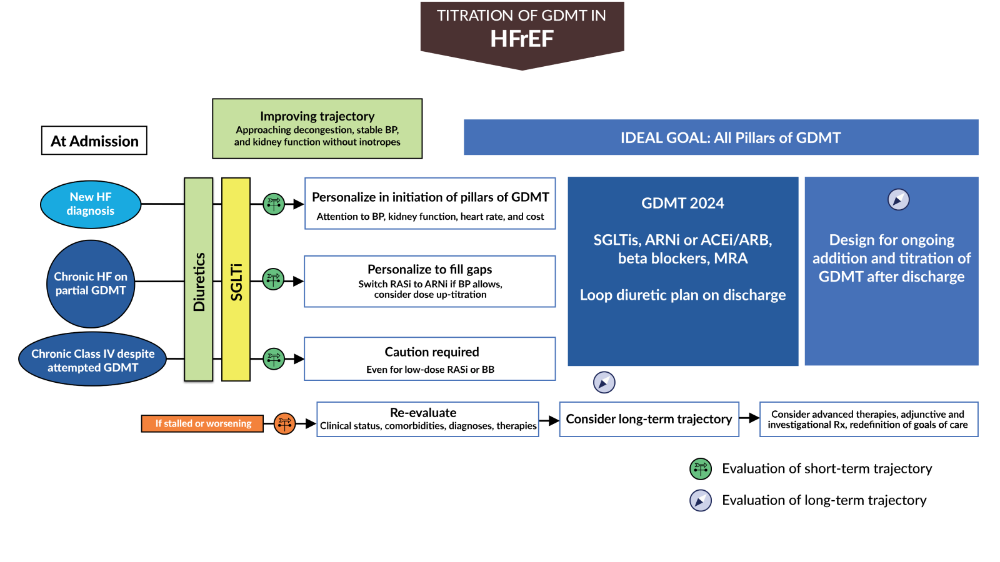 TITRATION OF GDMT IN
HFrEF
At Admission
Improving trajectory
Approaching decongestion, stable BP,
and kidney function without inotropes
IDEAL GOAL: All Pillars of GDMT
New HF
diagnosis
Chronic HF on
partial GDMT
Chronic Class IV despite
attempted GDMT
Diuretics
SGLTi
Personalize in initiation of pillars of GDMT
Attention to BP, kidney function, heart rate, and cost
Personalize to fill gaps
Switch RASi to ARNi if BP allows,
consider dose up-titration
Caution required
Even for low-dose RASi or BB
GDMT 2024
SGLTis, ARNi or ACEi/ARB,
beta blockers, MRA
Loop diuretic plan on discharge
Design for ongoing
addition and titration of
GDMT after discharge
If stalled or worsening
Re-evaluate
Clinical status, comorbidities, diagnoses, therapies
Consider long-term trajectory
Consider advanced therapies, adjunctive and
investigational Rx, redefinition of goals of care
Evaluation of short-term trajectory
Evaluation of long-term trajectory